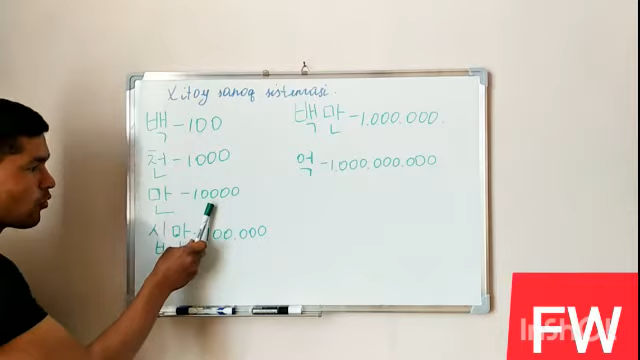 Xitoy sanoq sistemasi.
백 - 100
천 - 1000
만 - 10000
십만 - 100.000
백만 - 1.000.000.
억 - 1.000.000.000
FW
InShOt